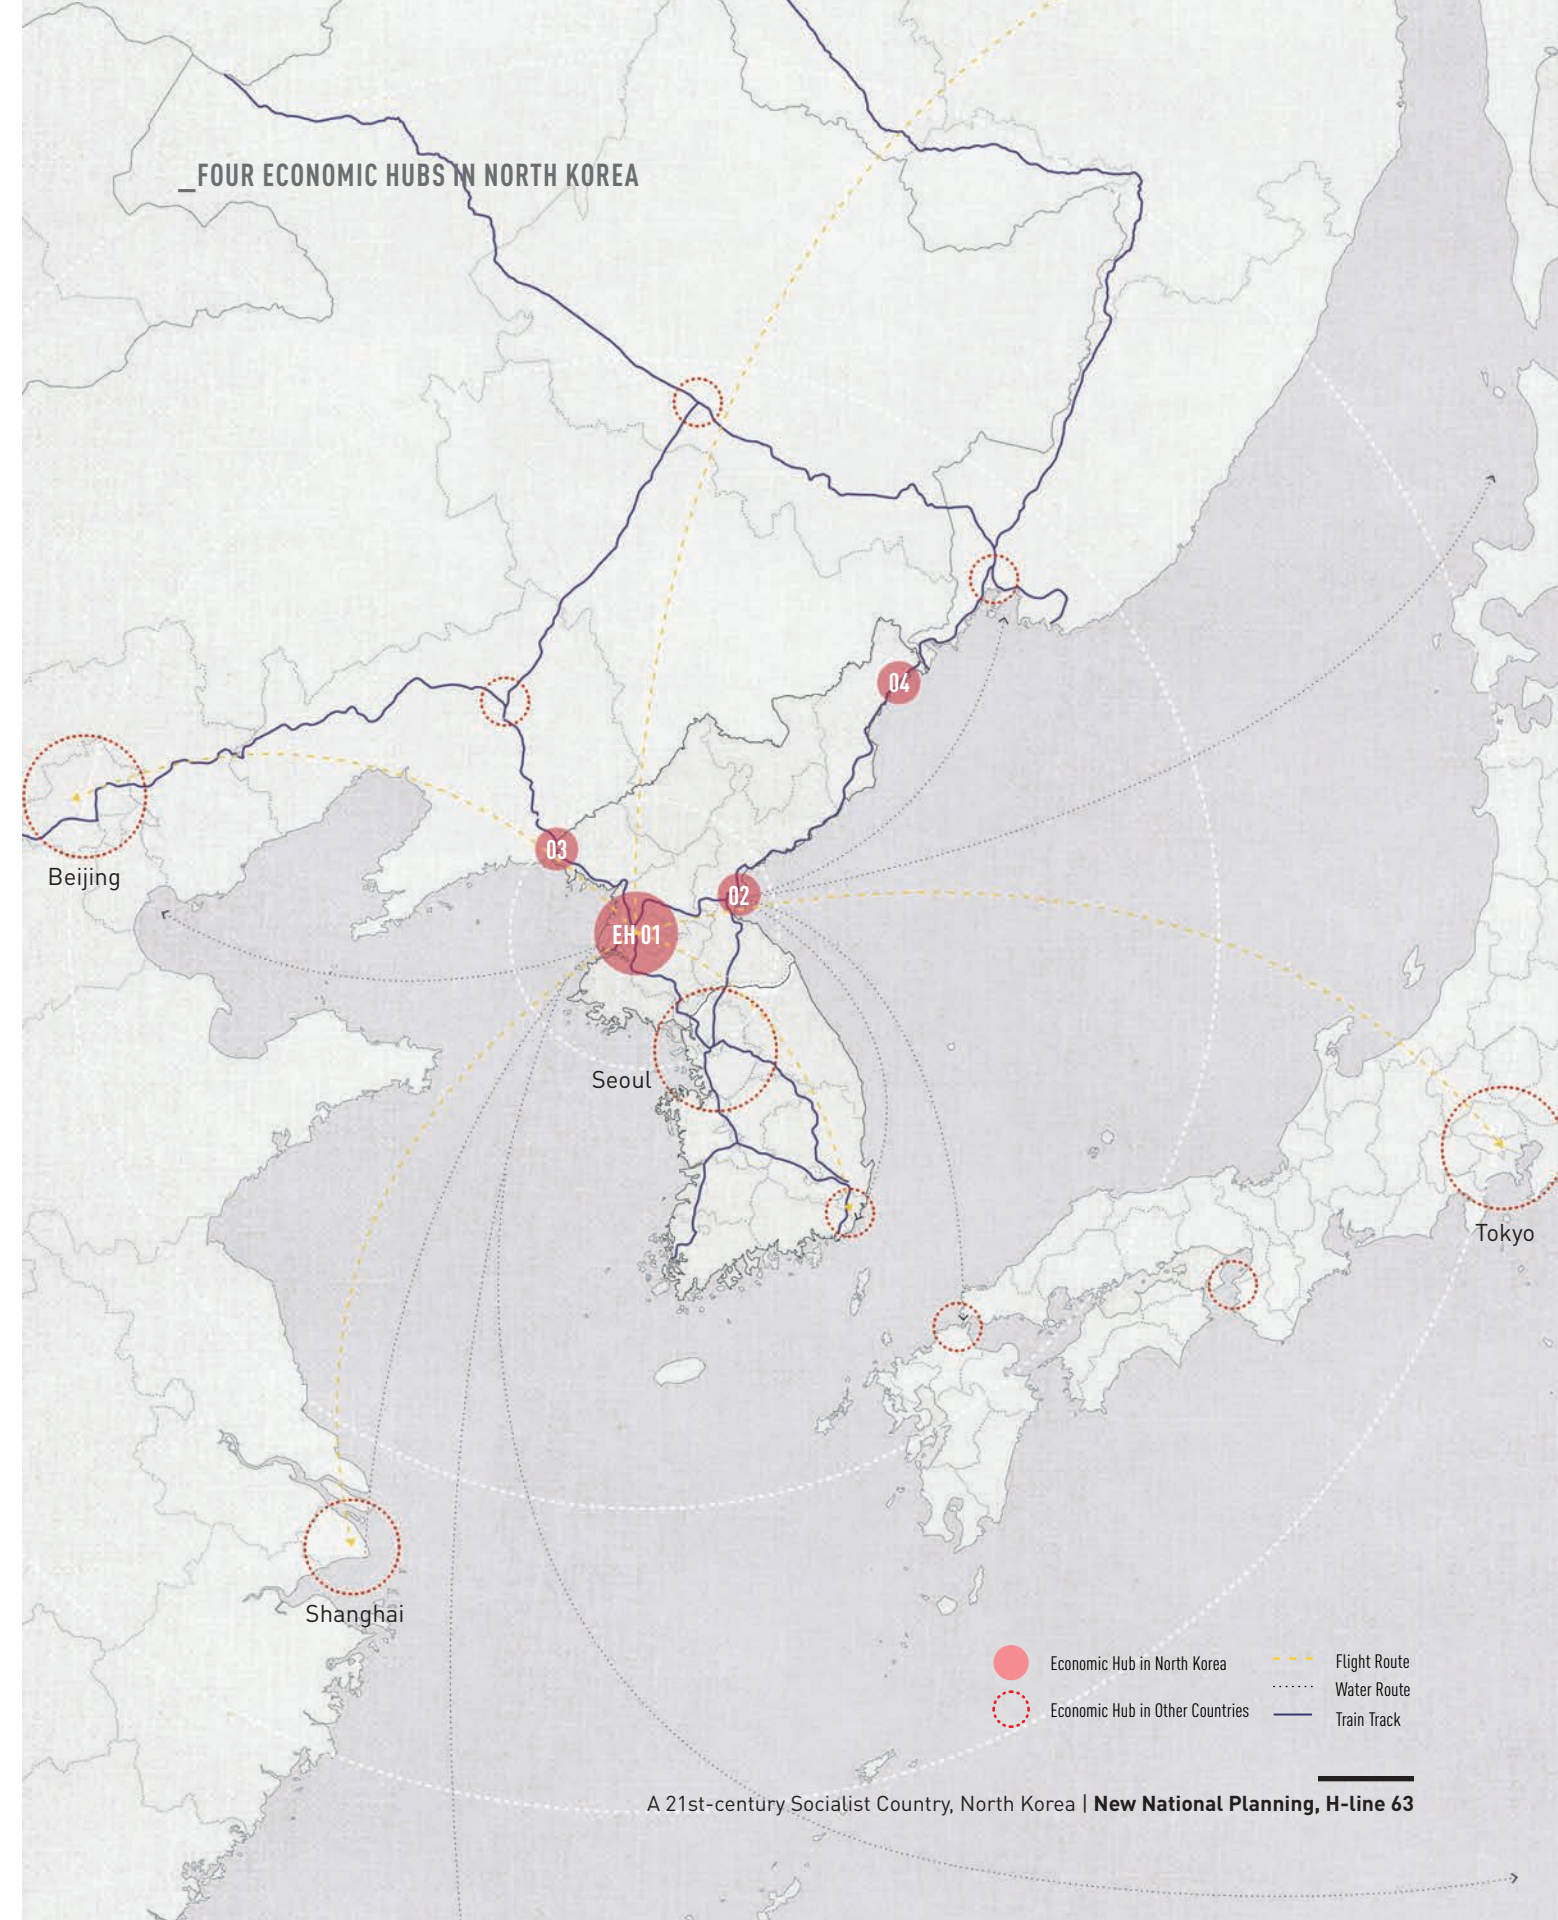 _FOUR ECONOMIC HUBS IN NORTH KOREA
04
03
Beijing
02
EH 01
Seoul
Tokyo
Shanghai
Economic Hub in North Korea
Flight Route
Water Route
Economic Hub in Other Countries
Train Track
A 21st-century Socialist Country, North Korea | New National Planning, H-line 63